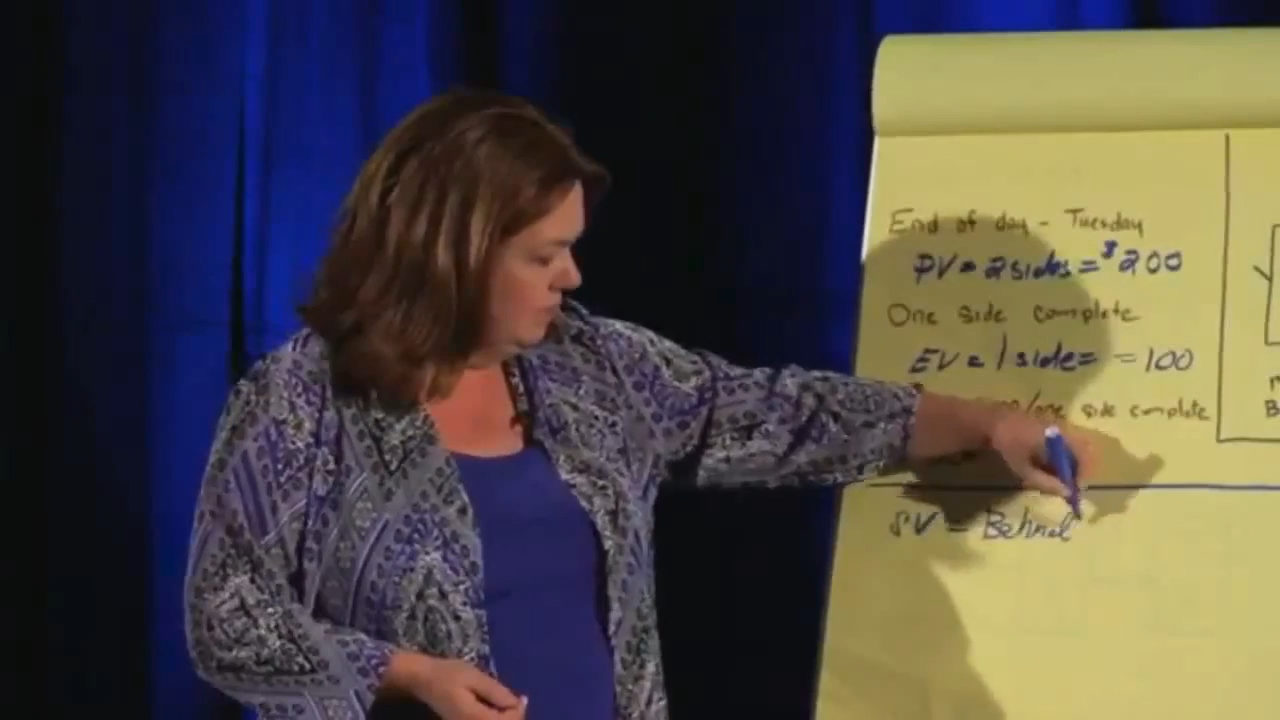 End of day - Tuesday
PV = 2 sides = $200
One side complete
EV = 1 side = = 100
/one side complete
B
SV = Behind